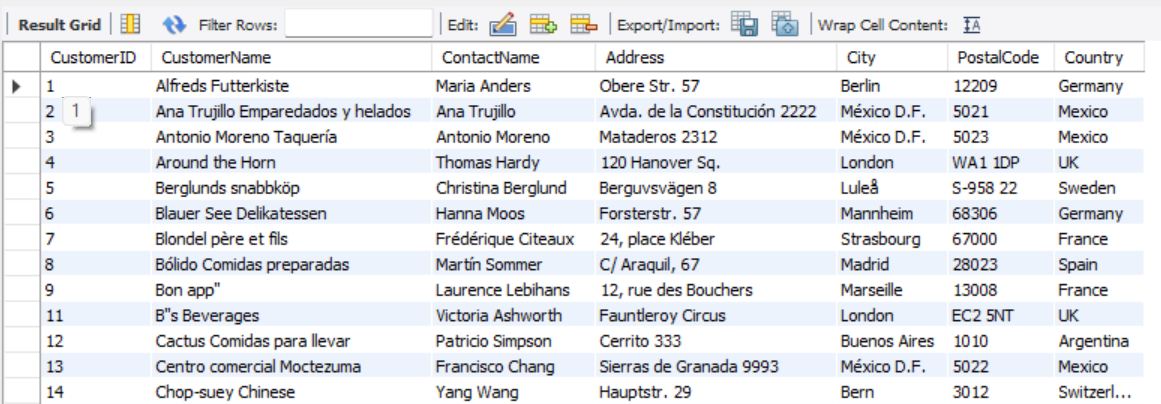 Result Grid Filter Rows: Edit: Export/Import: Wrap Cell Content: IA
CustomerID CustomerName ContactName Address City PostalCode Country
1 Alfreds Futterkiste Maria Anders Obere Str. 57 Berlin 12209 Germany
2 1 Ana Trujillo Emparedados y helados Ana Trujillo Avda. de la Constitución 2222 México D.F. 5021 Mexico
3 Antonio Moreno Taquería Antonio Moreno Mataderos 2312 México D.F. 5023 Mexico
4 Around the Horn Thomas Hardy 120 Hanover Sq. London WA1 1DP UK
5 Berglunds snabbköp Christina Berglund Berguvsvägen 8 Luleå S-958 22 Sweden
6 Blauer See Delikatessen Hanna Moos Forsterstr. 57 Mannheim 68306 Germany
7 Blondel père et fils Frédérique Citeaux 24, place Kléber Strasbourg 67000 France
8 Bólido Comidas preparadas Martín Sommer C/ Araquil, 67 Madrid 28023 Spain
9 Bon app" Laurence Lebihans 12, rue des Bouchers Marseille 13008 France
11 B"s Beverages Victoria Ashworth Fauntleroy Circus London EC2 5NT UK
12 Cactus Comidas para llevar Patricio Simpson Cerrito 333 Buenos Aires 1010 Argentina
13 Centro comercial Moctezuma Francisco Chang Sierras de Granada 9993 México D.F. 5022 Mexico
14 Chop-suey Chinese Yang Wang Hauptstr. 29 Bern 3012 Switzerl...